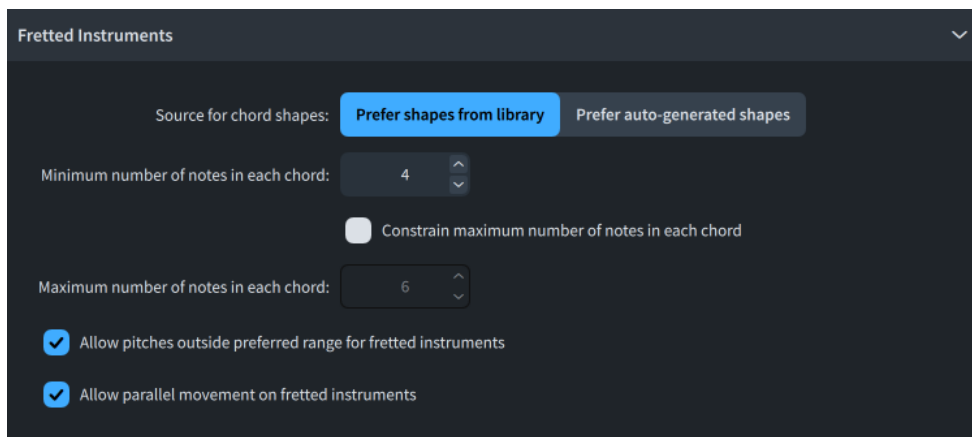 Fretted Instruments
Source for chord shapes: Prefer shapes from library Prefer auto-generated shapes
Minimum number of notes in each chord: 4
Constrain maximum number of notes in each chord
Maximum number of notes in each chord: 6
Allow pitches outside preferred range for fretted instruments
Allow parallel movement on fretted instruments